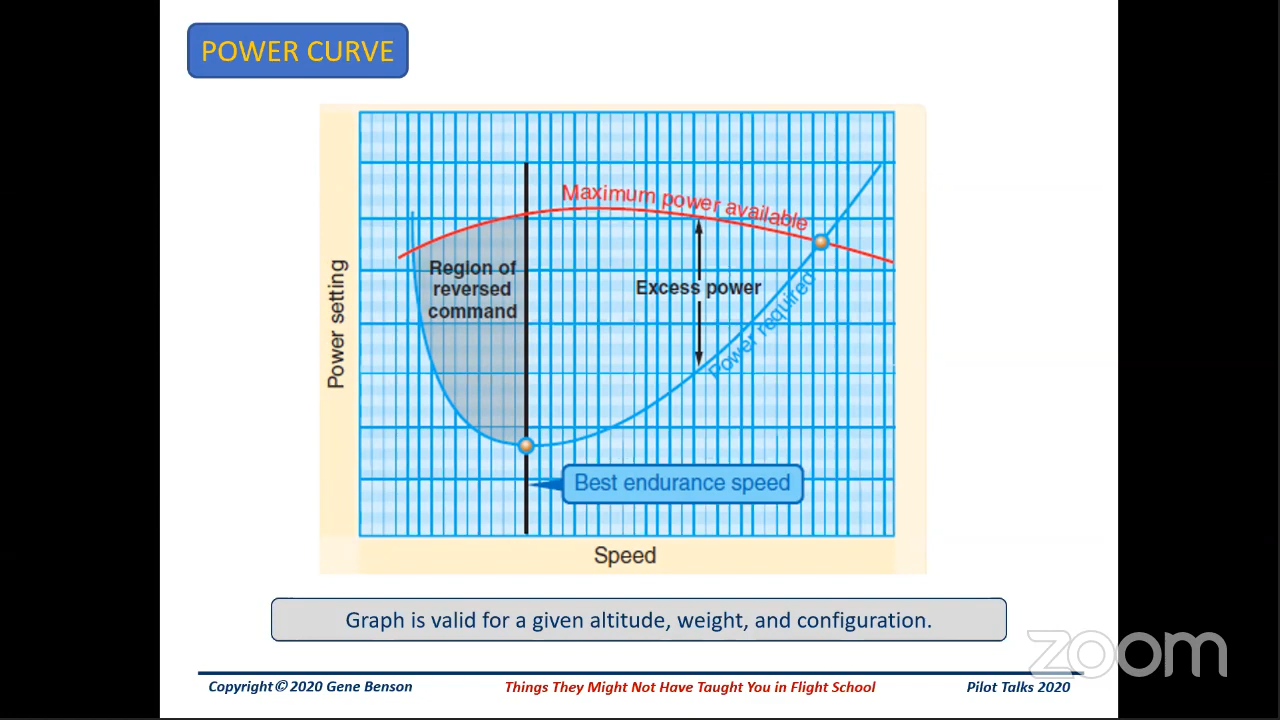 POWER CURVE
Maximum power available
Region of
reversed
command
Excess power
Power required
Power setting
Best endurance speed
Speed
Graph is valid for a given altitude, weight, and configuration.
zoom
Copyright© 2020 Gene Benson
Things They Might Not Have Taught You in Flight School
Pilot Talks 2020